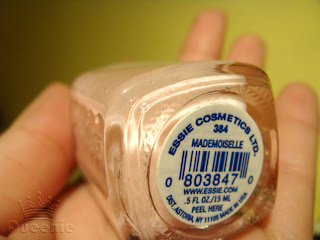 ESSIE COSMETICS LTD.
384
MADEMOISELLE
0 803847 0
WWW.ESSIE.COM
.5 FL OZ/15 ML
PEEL HERE
DIST. ASTORIA, NY 11105 MADE IN USA
Queenie